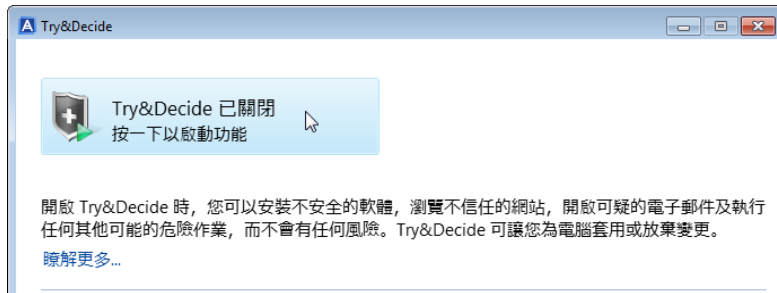 Try&Decide
Try&Decide 已關閉
按一下以啟動功能
開啟 Try&Decide 時，您可以安裝不安全的軟體，瀏覽不信任的網站，開啟可疑的電子郵件及執行
任何其他可能的危險作業，而不會有任何風險。Try&Decide 可讓您為電腦套用或放棄變更。
瞭解更多...